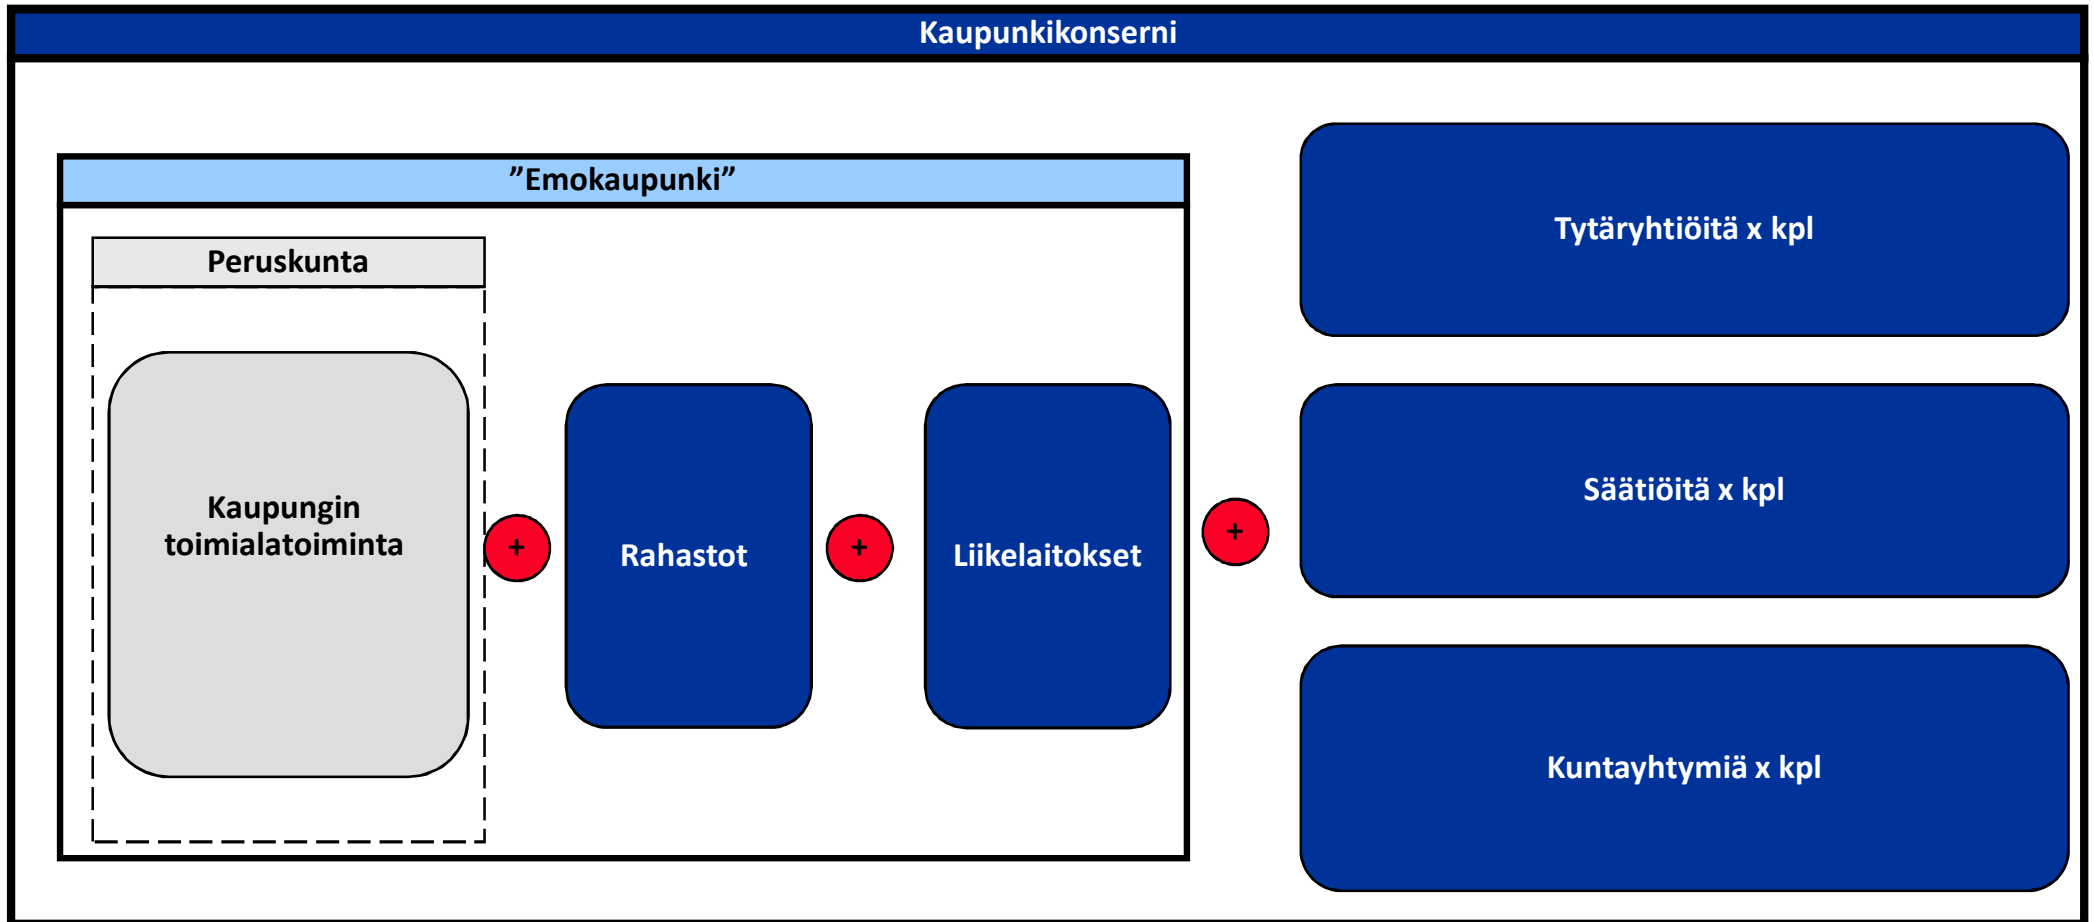 Kaupunkikonserni
”Emokaupunki”
Peruskunta
Kaupungin
toimialatoiminta
+
Rahastot
+
Liikelaitokset
+
Tytäryhtiöitä x kpl
Säätiöitä x kpl
Kuntayhtymiä x kpl